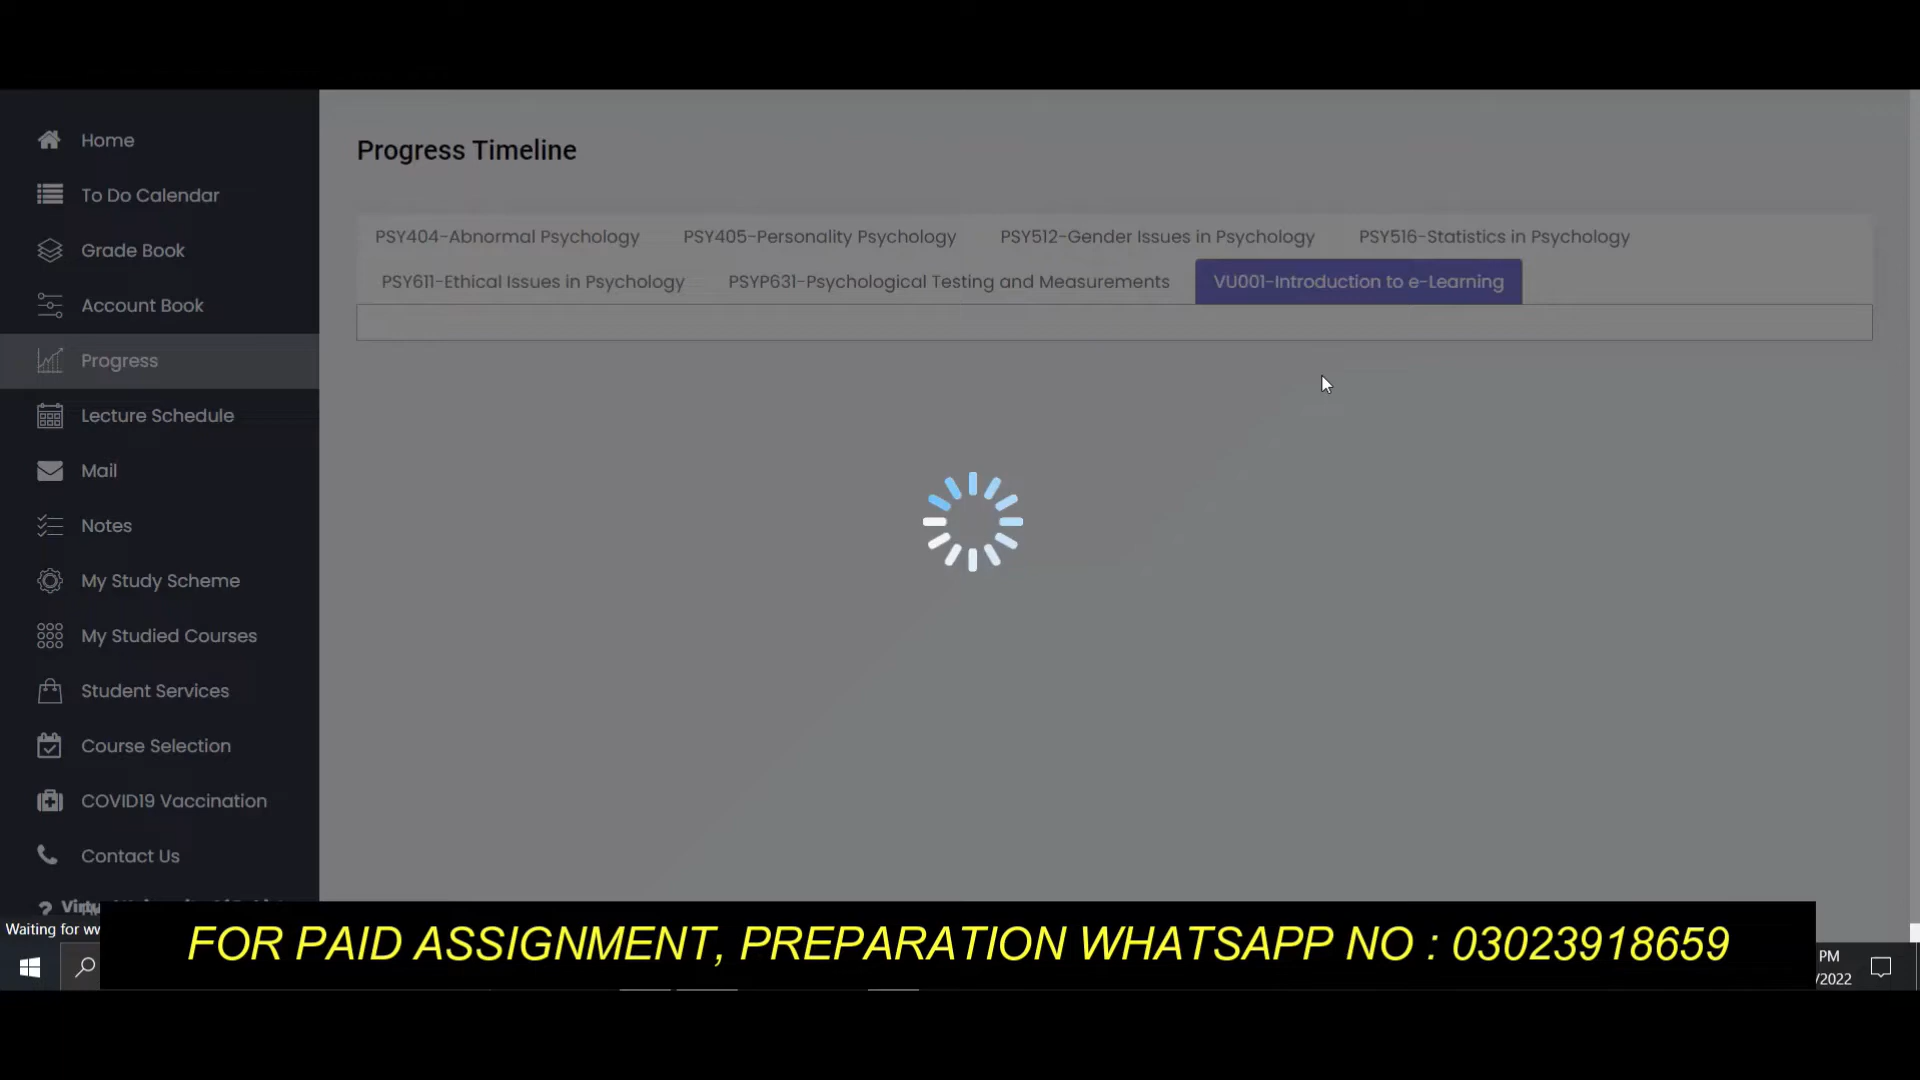 Home
To Do Calendar
Grade Book
Account Book
Progress
Lecture Schedule
Mail
Notes
My Study Scheme
My Studied Courses
Student Services
Course Selection
COVID19 Vaccination
Contact Us
Progress Timeline
PSY404-Abnormal Psychology PSY405-Personality Psychology PSY512-Gender Issues in Psychology PSY516-Statistics in Psychology
PSY611-Ethical Issues in Psychology PSYP631-Psychological Testing and Measurements VU001-Introduction to e-Learning
Waiting for
FOR PAID ASSIGNMENT, PREPARATION WHATSAPP NO : 03023918659
PM
/2022